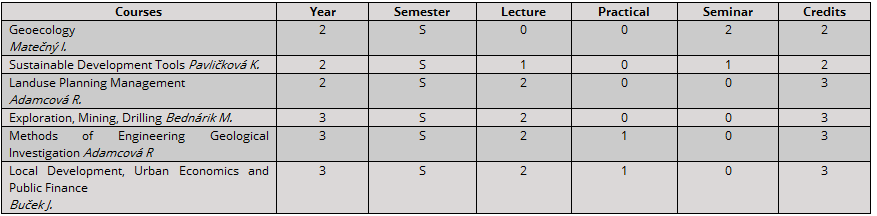 Courses Year Semester Lecture Practical Seminar Credits
Geoecology 2 S 0 0 2 2
Matečný I.
Sustainable Development Tools Pavličková K. 2 S 1 0 1 2
Landuse Planning Management 2 S 2 0 0 3
Adamcová R.
Exploration, Mining, Drilling Bednárik M. 3 S 2 0 0 3
Methods of Engineering Geological 3 S 2 1 0 3
Investigation Adamcová R
Local Development, Urban Economics and 3 S 2 1 0 3
Public Finance
Buček J.